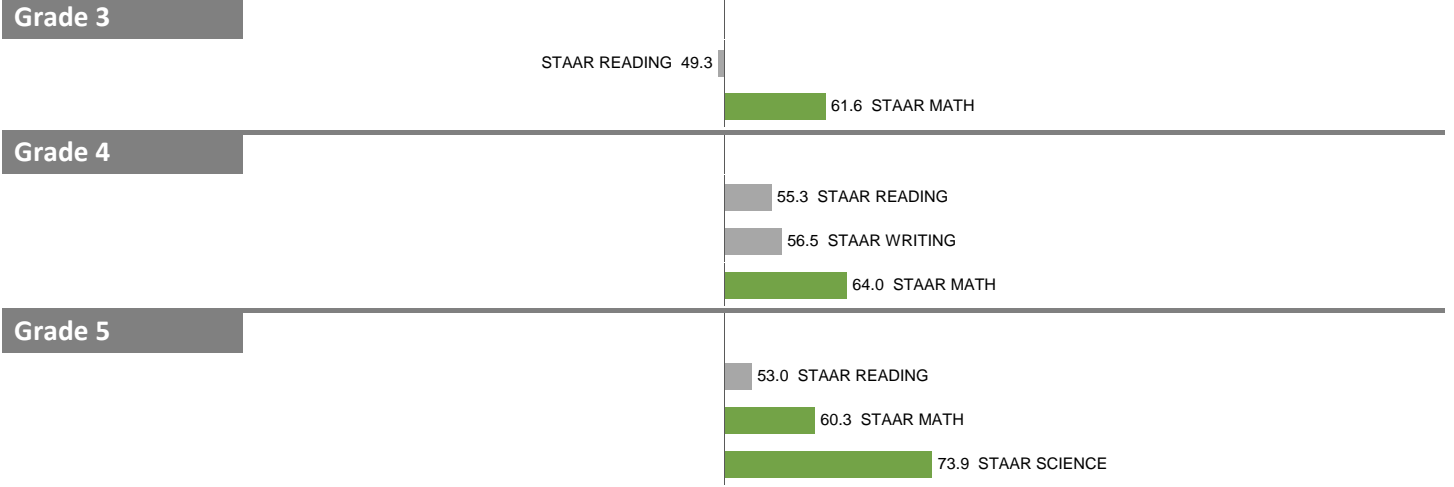 Grade 3
STAAR READING 49.3
61.6 STAAR MATH
Grade 4
55.3 STAAR READING
56.5 STAAR WRITING
64.0 STAAR MATH
Grade 5
53.0 STAAR READING
60.3 STAAR MATH
73.9 STAAR SCIENCE